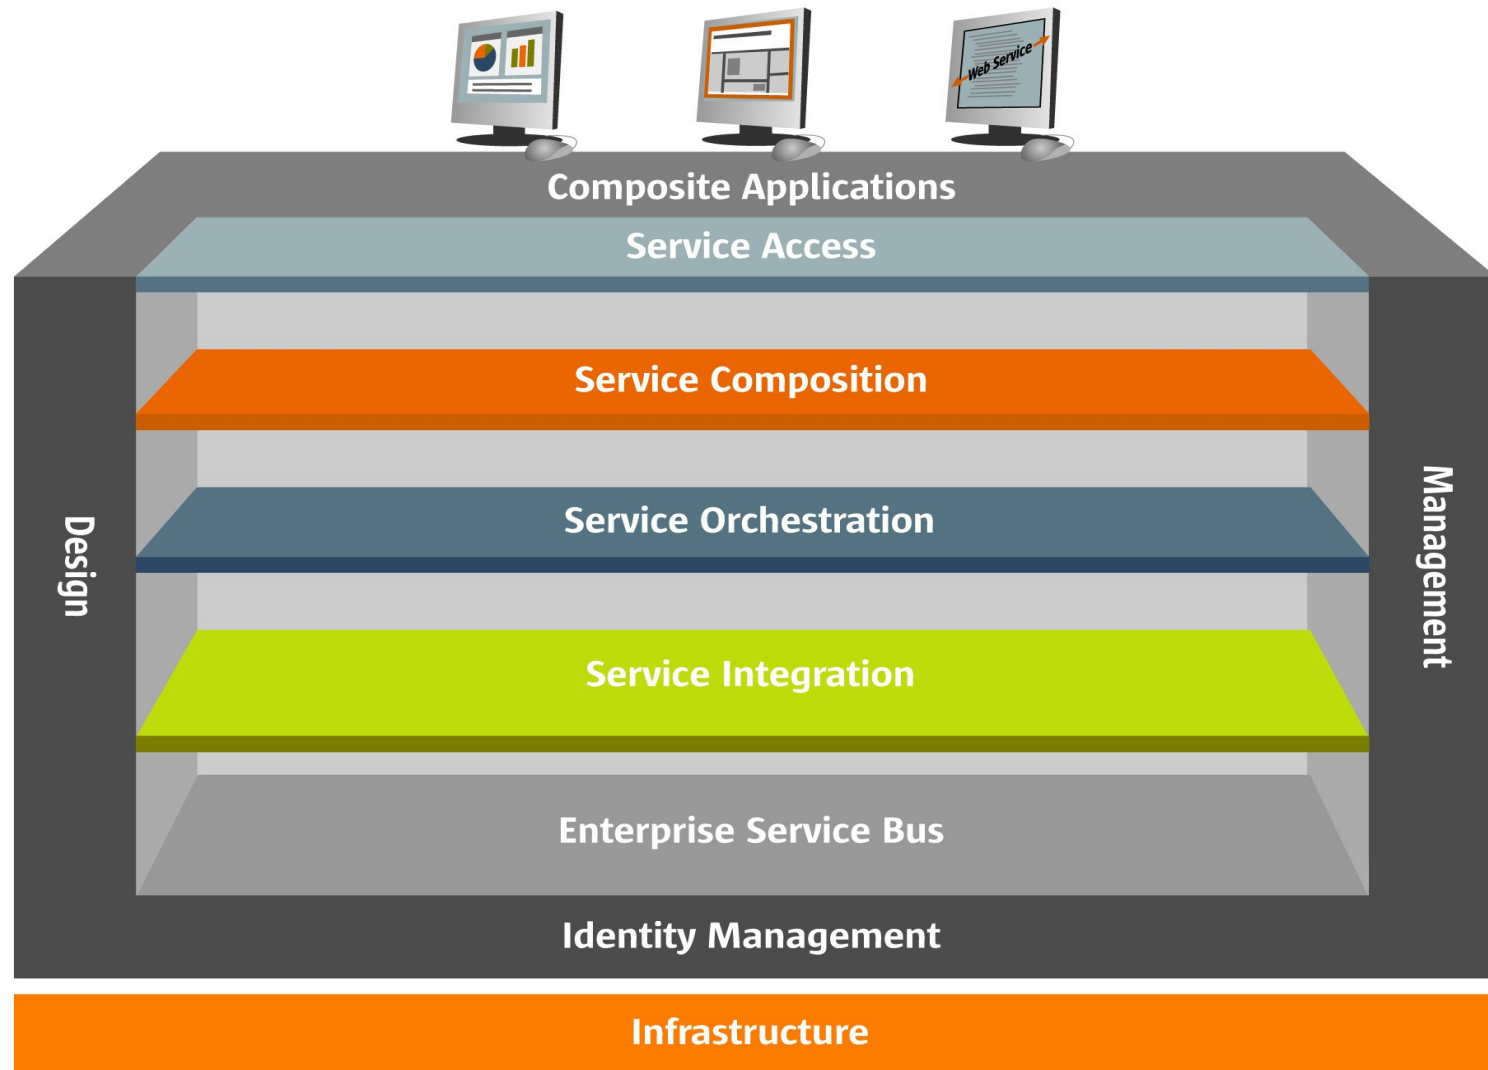 Web Service
Composite Applications
Service Access
Service Composition
Service Orchestration
Service Integration
Enterprise Service Bus
Design
Management
Identity Management
Infrastructure